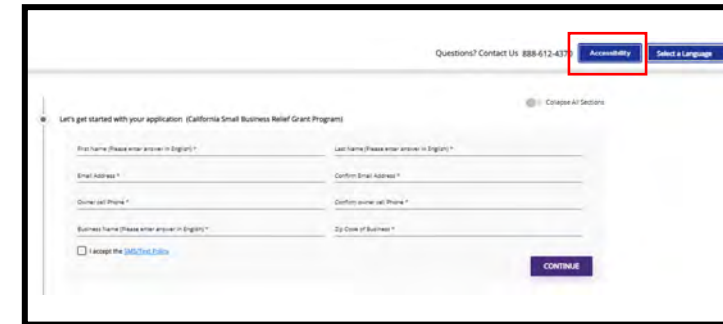 Questions? Contact Us 888-612-4370 Accessibility Select a Language
Collapse All Sections
Let's get started with your application (California Small Business Relief Grant Program)
First Name (Please enter answer in English) * Last Name (Please enter answer in English) *
Email Address * Confirm Email Address *
Owner cell Phone * Confirm owner cell Phone *
Business Name (Please enter answer in English) * Zip Code of Business *
I accept the SMS/Text Policy
CONTINUE